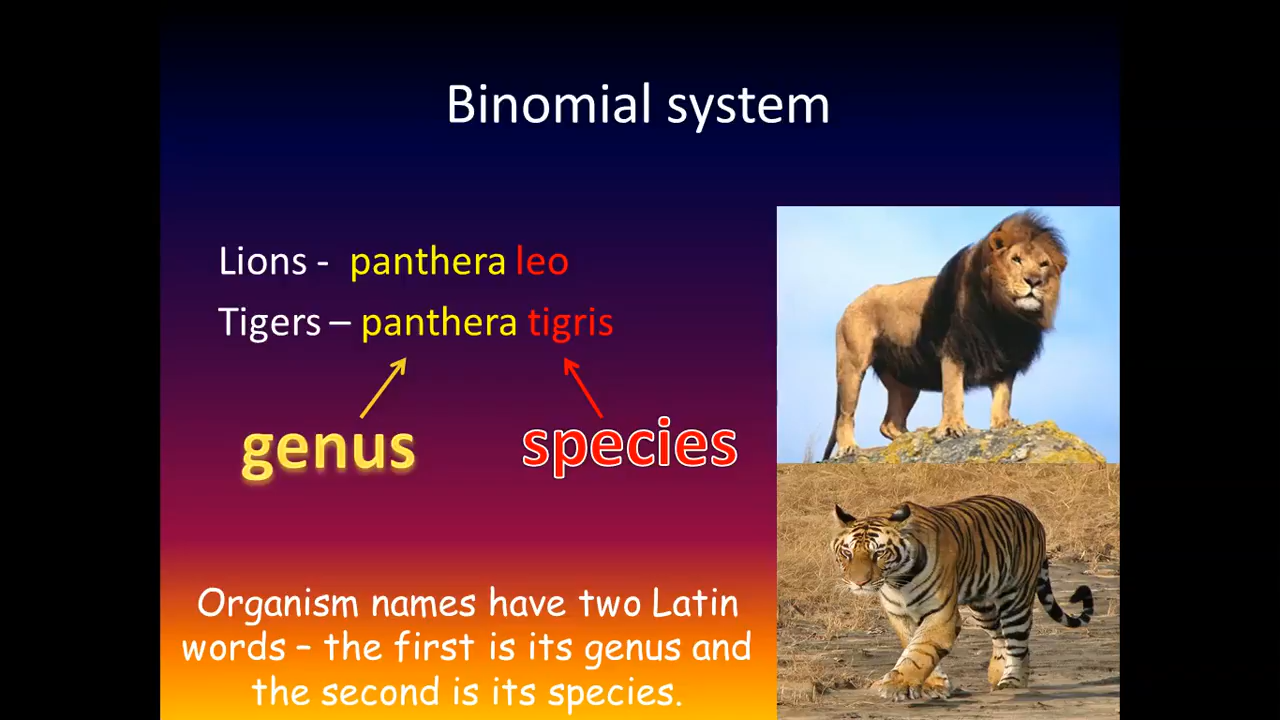 Binomial system
Lions - panthera leo
Tigers – panthera tigris
genus
species
Organism names have two Latin
words – the first is its genus and
the second is its species.